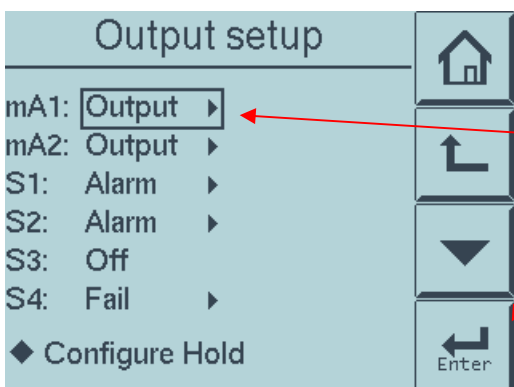 Output setup
mA1: Output
mA2: Output
S1: Alarm
S2: Alarm
S3: Off
S4: Fail
Configure Hold
Enter